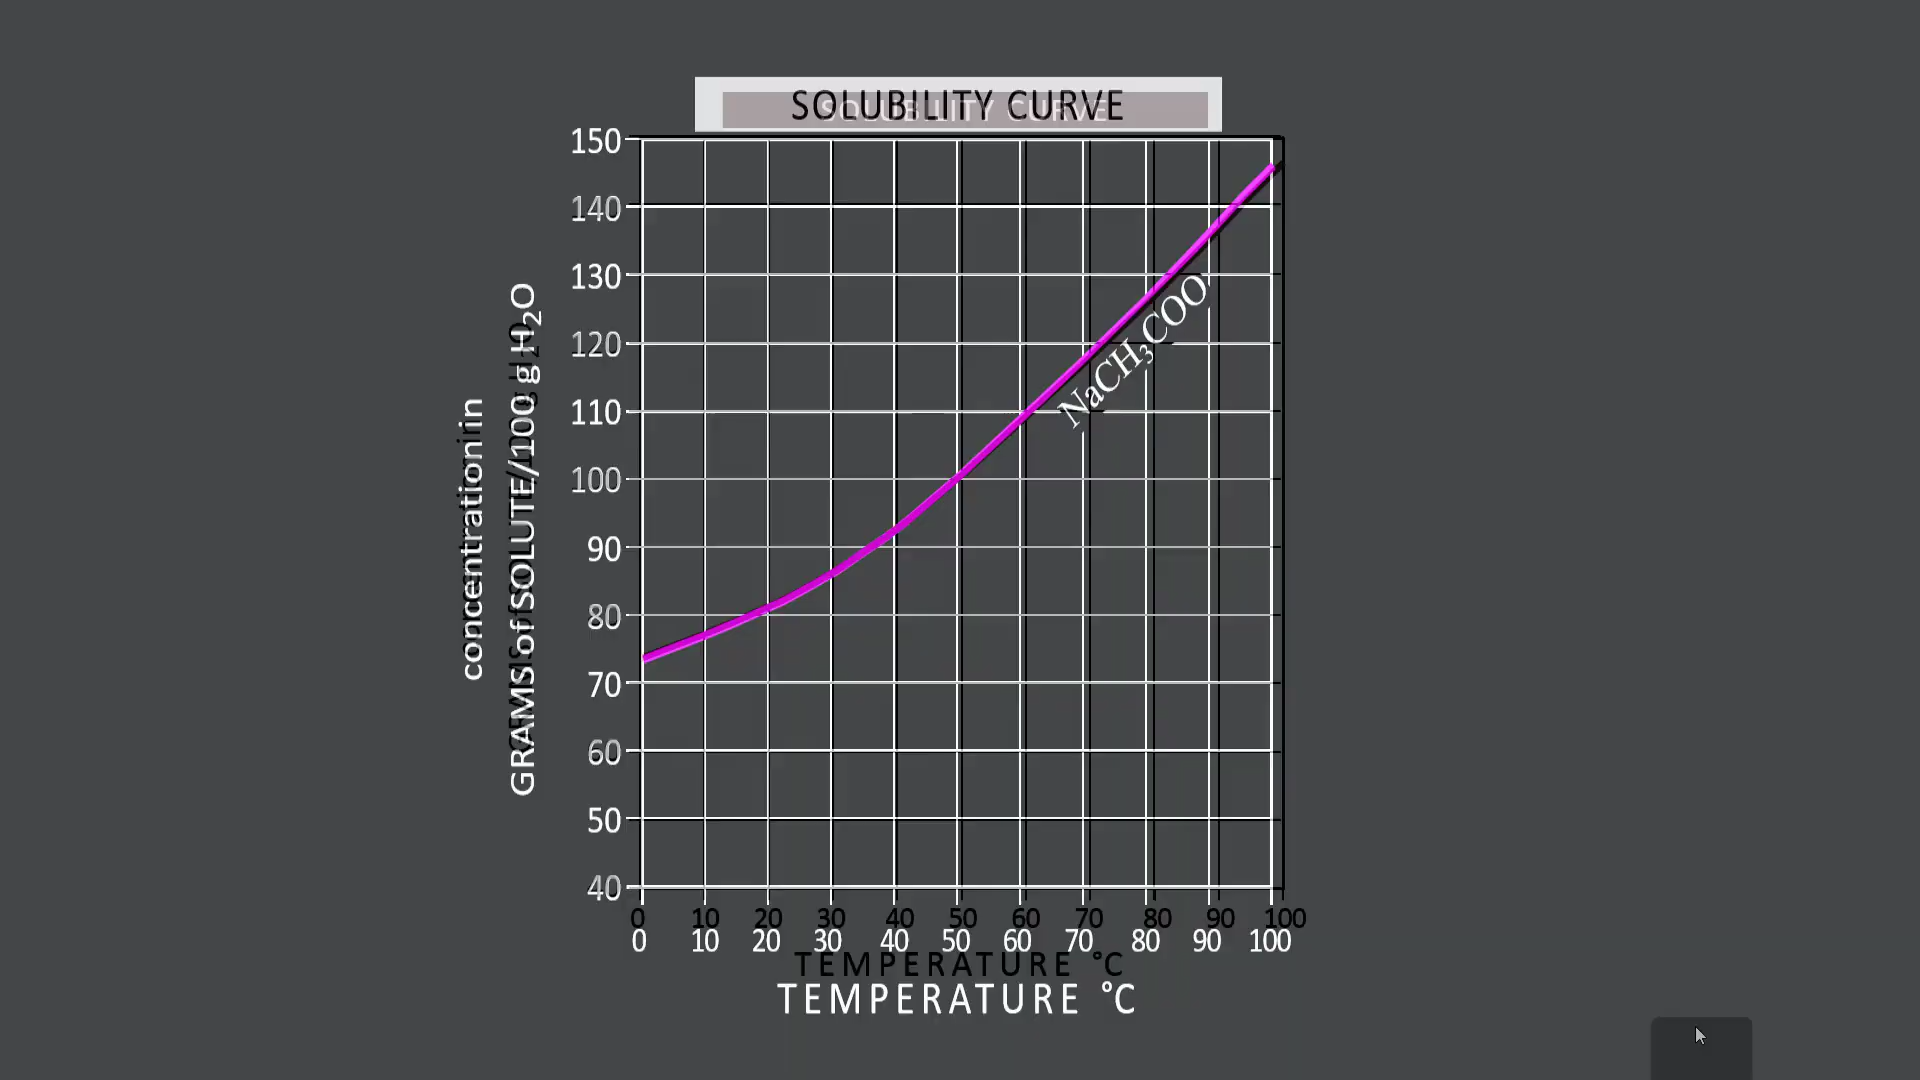 SOLUBILITY CURVE
SOLUBILITY CURVE
concentration in
GRAMS of SOLUTE/100 g H₂O
150
140
130
120
110
100
90
80
70
60
50
40
NaCH₃COO
0 10 20 30 40 50 60 70 80 90 100
0 10 20 30 40 50 60 70 80 90 100
TEMPERATURE °C
TEMPERATURE °C